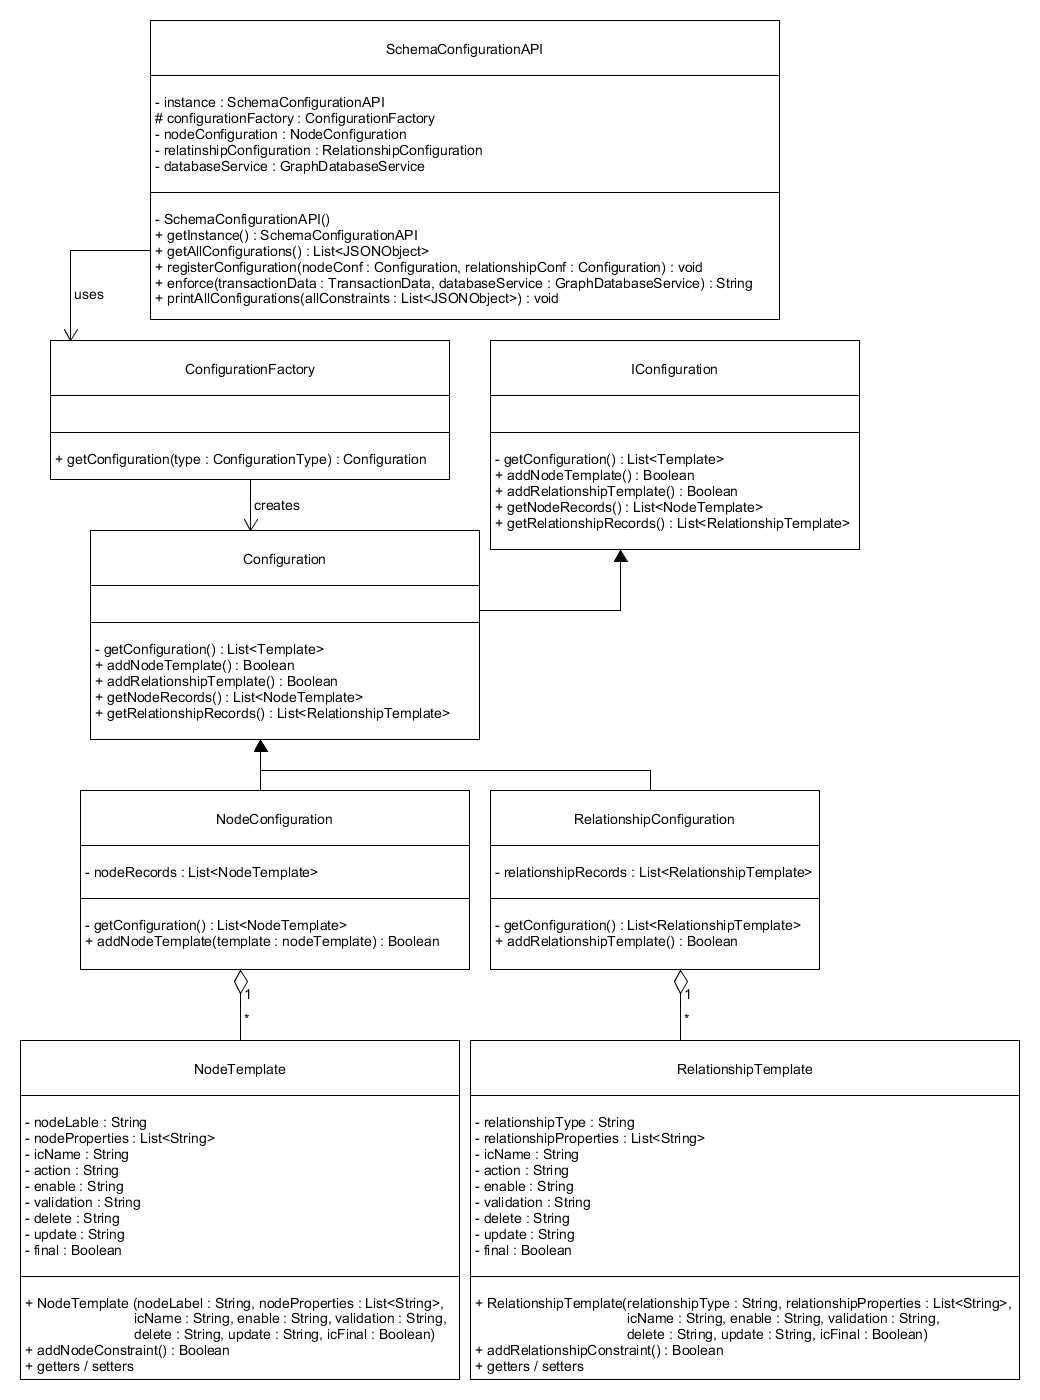 SchemaConfigurationAPI
- instance : SchemaConfigurationAPI
# configurationFactory : ConfigurationFactory
- nodeConfiguration : NodeConfiguration
- relatinshipConfiguration : RelationshipConfiguration
- databaseService : GraphDatabaseService
- SchemaConfigurationAPI()
+ getInstance() : SchemaConfigurationAPI
+ getAllConfigurations() : List<JSONObject>
+ registerConfiguration(nodeConf : Configuration, relationshipConf : Configuration) : void
+ enforce(transactionData : TransactionData, databaseService : GraphDatabaseService) : String
+ printAllConfigurations(allConstraints : List<JSONObject>) : void
uses
ConfigurationFactory
+ getConfiguration(type : ConfigurationType) : Configuration
IConfiguration
- getConfiguration() : List<Template>
+ addNodeTemplate() : Boolean
+ addRelationshipTemplate() : Boolean
+ getNodeRecords() : List<NodeTemplate>
+ getRelationshipRecords() : List<RelationshipTemplate>
creates
Configuration
- getConfiguration() : List<Template>
+ addNodeTemplate() : Boolean
+ addRelationshipTemplate() : Boolean
+ getNodeRecords() : List<NodeTemplate>
+ getRelationshipRecords() : List<RelationshipTemplate>
NodeConfiguration
- nodeRecords : List<NodeTemplate>
- getConfiguration() : List<NodeTemplate>
+ addNodeTemplate(template : nodeTemplate) : Boolean
RelationshipConfiguration
- relationshipRecords : List<RelationshipTemplate>
- getConfiguration() : List<RelationshipTemplate>
+ addRelationshipTemplate() : Boolean
1
*
1
*
NodeTemplate
- nodeLable : String
- nodeProperties : List<String>
- icName : String
- action : String
- enable : String
- validation : String
- delete : String
- update : String
- final : Boolean
+ NodeTemplate (nodeLabel : String, nodeProperties : List<String>,
icName : String, enable : String, validation : String,
delete : String, update : String, icFinal : Boolean)
+ addNodeConstraint() : Boolean
+ getters / setters
RelationshipTemplate
- relationshipType : String
- relationshipProperties : List<String>
- icName : String
- action : String
- enable : String
- validation : String
- delete : String
- update : String
- final : Boolean
+ RelationshipTemplate(relationshipType : String, relationshipProperties : List<String>,
icName : String, enable : String, validation : String,
delete : String, update : String, icFinal : Boolean)
+ addRelationshipConstraint() : Boolean
+ getters / setters